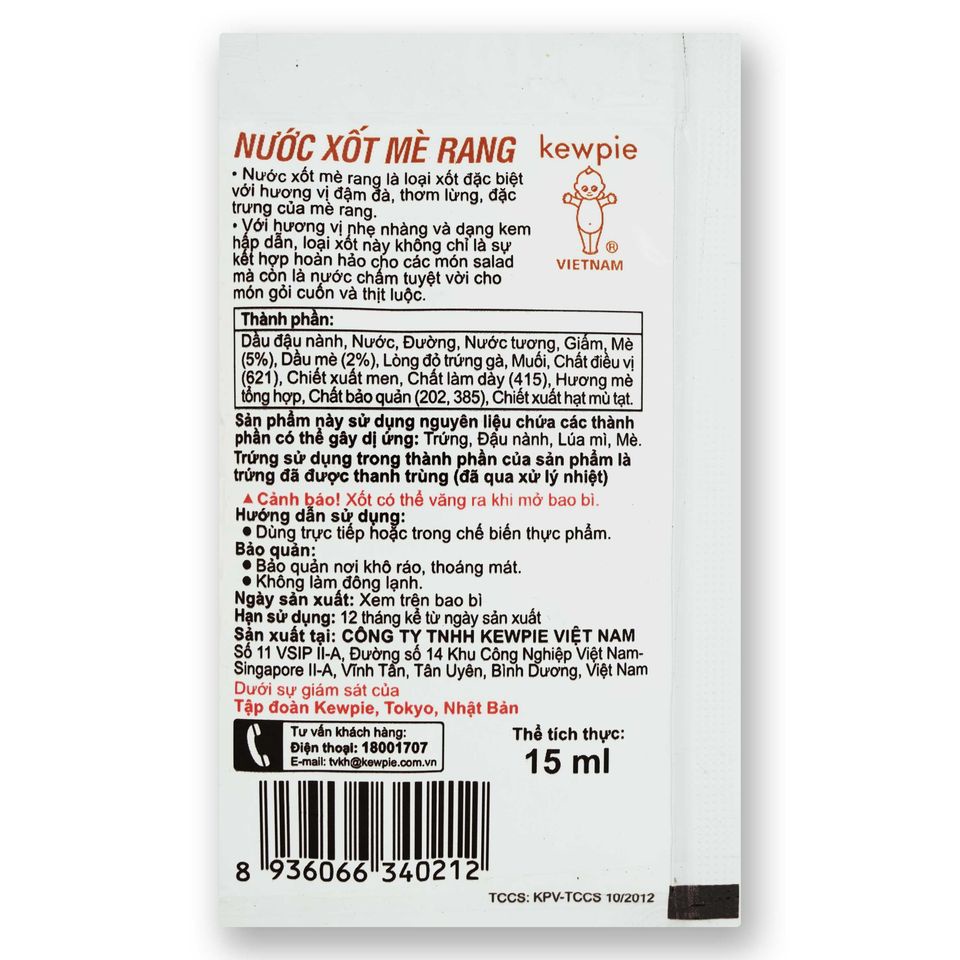 NƯỚC XỐT MÈ RANG
kewpie
®
VIETNAM
• Nước xốt mè rang là loại xốt đặc biệt
với hương vị đậm đà, thơm lừng, đặc
trưng của mè rang.
• Với hương vị nhẹ nhàng và dạng kem
hấp dẫn, loại xốt này không chỉ là sự
kết hợp hoàn hảo cho các món salad
mà còn là nước chấm tuyệt vời cho
món gỏi cuốn và thịt luộc.
Thành phần:
Dầu đậu nành, Nước, Đường, Nước tương, Giấm, Mè
(5%), Dầu mè (2%), Lòng đỏ trứng gà, Muối, Chất điều vị
(621), Chiết xuất men, Chất làm dày (415), Hương mè
tổng hợp, Chất bảo quản (202, 385), Chiết xuất hạt mù tạt.
Sản phẩm này sử dụng nguyên liệu chứa các thành
phần có thể gây dị ứng: Trứng, Đậu nành, Lúa mì, Mè.
Trứng sử dụng trong thành phần của sản phẩm là
trứng đã được thanh trùng (đã qua xử lý nhiệt)
▲ Cảnh báo! Xốt có thể văng ra khi mở bao bì.
Hướng dẫn sử dụng:
● Dùng trực tiếp hoặc trong chế biến thực phẩm.
Bảo quản:
● Bảo quản nơi khô ráo, thoáng mát.
● Không làm đông lạnh.
Ngày sản xuất: Xem trên bao bì
Hạn sử dụng: 12 tháng kể từ ngày sản xuất
Sản xuất tại: CÔNG TY TNHH KEWPIE VIỆT NAM
Số 11 VSIP II-A, Đường số 14 Khu Công Nghiệp Việt Nam-
Singapore II-A, Vĩnh Tân, Tân Uyên, Bình Dương, Việt Nam
Dưới sự giám sát của
Tập đoàn Kewpie, Tokyo, Nhật Bản
Tư vấn khách hàng:
Điện thoại: 18001707
E-mail: tvkh@kewpie.com.vn
Thể tích thực:
15 ml
8 936066 340212
TCCS: KPV-TCCS 10/2012